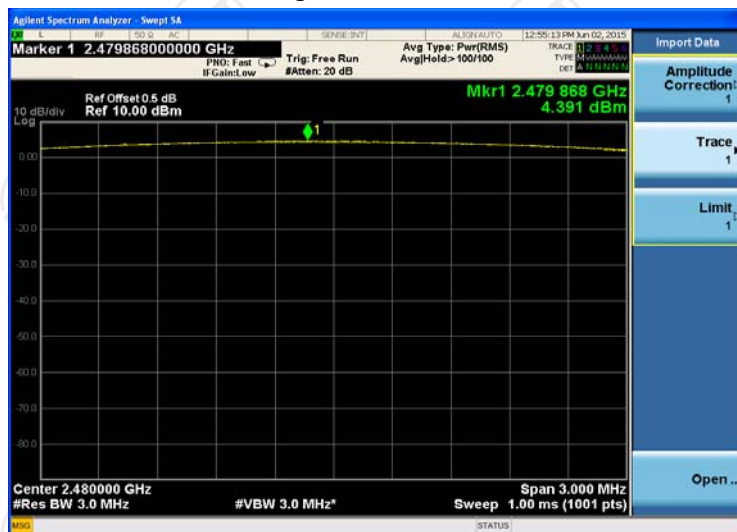 Agilent Spectrum Analyzer - Swept SA
LXI L RF 50 Ω AC SENSE:INT ALIGN AUTO 12:55:13 PM Jun 02, 2015
Marker 1 2.479868000000 GHz
PNO: Fast
IFGain:Low
Trig: Free Run
#Atten: 20 dB
Avg Type: Pwr(RMS)
Avg|Hold:>100/100
TRACE 1 2 3 4 5 6
TYPE M
DET A N N N N N
Mkr1 2.479 868 GHz
4.391 dBm
Ref Offset 0.5 dB
10 dB/div Ref 10.00 dBm
Log
1
0.00
-10.0
-20.0
-30.0
-40.0
-50.0
-60.0
-70.0
-80.0
Center 2.480000 GHz
Span 3.000 MHz
#Res BW 3.0 MHz
#VBW 3.0 MHz*
Sweep 1.00 ms (1001 pts)
MSG
STATUS
Import Data
Amplitude
Correction
1
Trace
1
Limit
1
Open ...